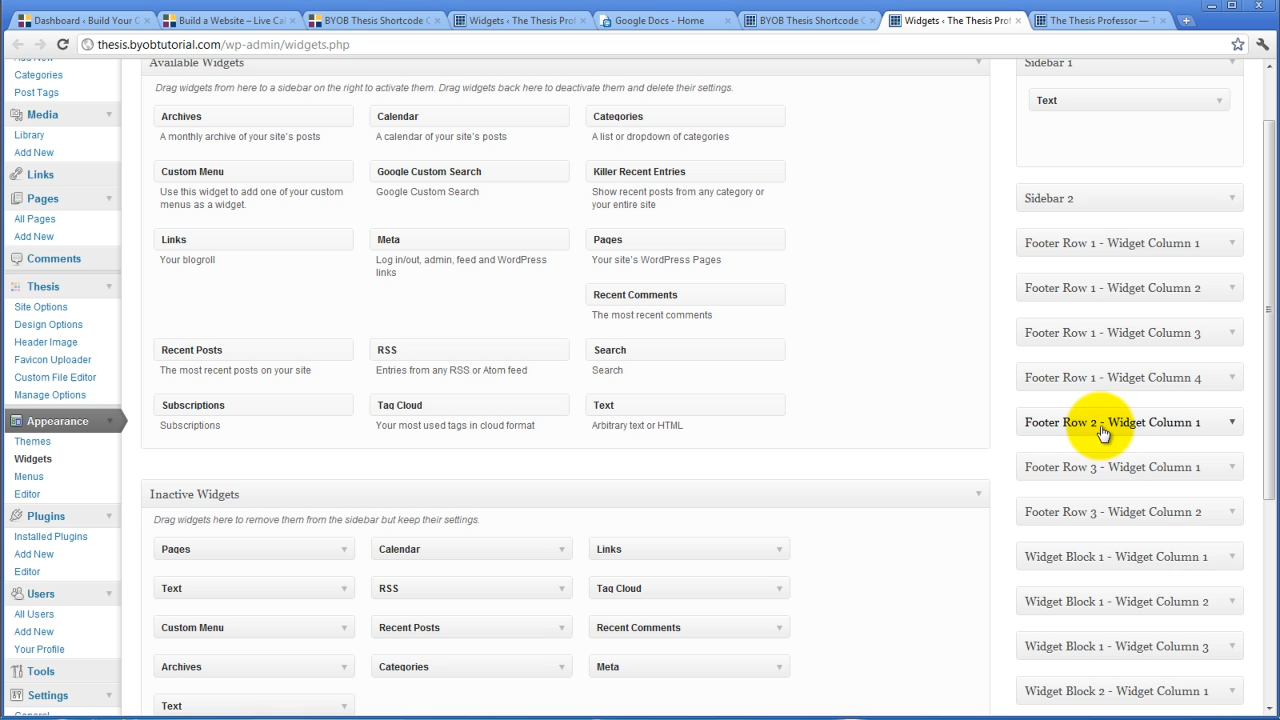 Dashboard ‹ Build Your C
Build a Website – Live Cal
BYOB Thesis Shortcode C
Widgets ‹ The Thesis Prof
Google Docs - Home
BYOB Thesis Shortcode C
Widgets ‹ The Thesis Prof
The Thesis Professor — T
thesis.byobtutorial.com/wp-admin/widgets.php
Categories
Post Tags
Media
Library
Add New
Links
Pages
All Pages
Add New
Comments
Thesis
Site Options
Design Options
Header Image
Favicon Uploader
Custom File Editor
Manage Options
Appearance
Themes
Widgets
Menus
Editor
Plugins
Installed Plugins
Add New
Editor
Users
All Users
Add New
Your Profile
Tools
Settings
Available Widgets
Drag widgets from here to a sidebar on the right to activate them. Drag widgets back here to deactivate them and delete their settings.
Archives
A monthly archive of your site's posts
Calendar
A calendar of your site's posts
Categories
A list or dropdown of categories
Custom Menu
Use this widget to add one of your custom
menus as a widget.
Google Custom Search
Google Custom Search
Killer Recent Entries
Show recent posts from any category or
your entire site
Links
Your blogroll
Meta
Log in/out, admin, feed and WordPress
links
Pages
Your site's WordPress Pages
Recent Comments
The most recent comments
Recent Posts
The most recent posts on your site
RSS
Entries from any RSS or Atom feed
Search
Search
Subscriptions
Subscriptions
Tag Cloud
Your most used tags in cloud format
Text
Arbitrary text or HTML
Inactive Widgets
Drag widgets here to remove them from the sidebar but keep their settings.
Pages
Calendar
Links
Text
RSS
Tag Cloud
Custom Menu
Recent Posts
Recent Comments
Archives
Categories
Meta
Text
Sidebar 1
Text
Sidebar 2
Footer Row 1 - Widget Column 1
Footer Row 1 - Widget Column 2
Footer Row 1 - Widget Column 3
Footer Row 1 - Widget Column 4
Footer Row 2 - Widget Column 1
Footer Row 3 - Widget Column 1
Footer Row 3 - Widget Column 2
Widget Block 1 - Widget Column 1
Widget Block 1 - Widget Column 2
Widget Block 1 - Widget Column 3
Widget Block 2 - Widget Column 1